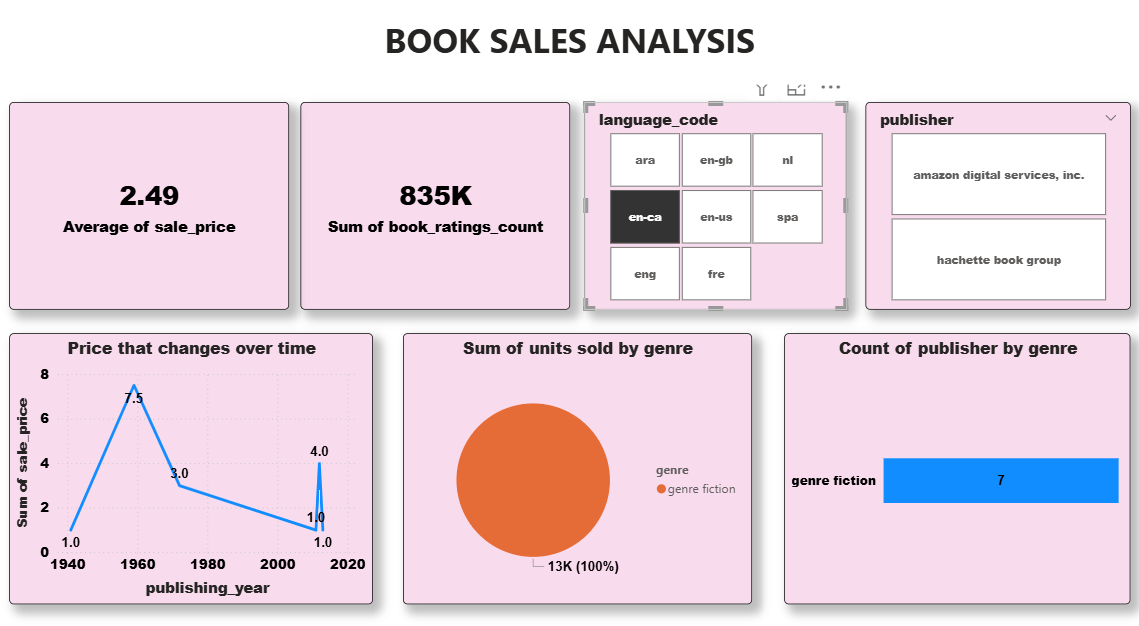 BOOK SALES ANALYSIS
2.49
Average of sale_price
835K
Sum of book_ratings_count
language_code
ara
en-gb
nl
en-ca
en-us
spa
eng
fre
publisher
amazon digital services, inc.
hachette book group
Price that changes over time
Sum of sale_price
8
6
4
2
0
1.0
7.5
3.0
1.0
4.0
1.0
1940
1960
1980
2000
2020
publishing_year
Sum of units sold by genre
genre
genre fiction
13K (100%)
Count of publisher by genre
genre fiction
7